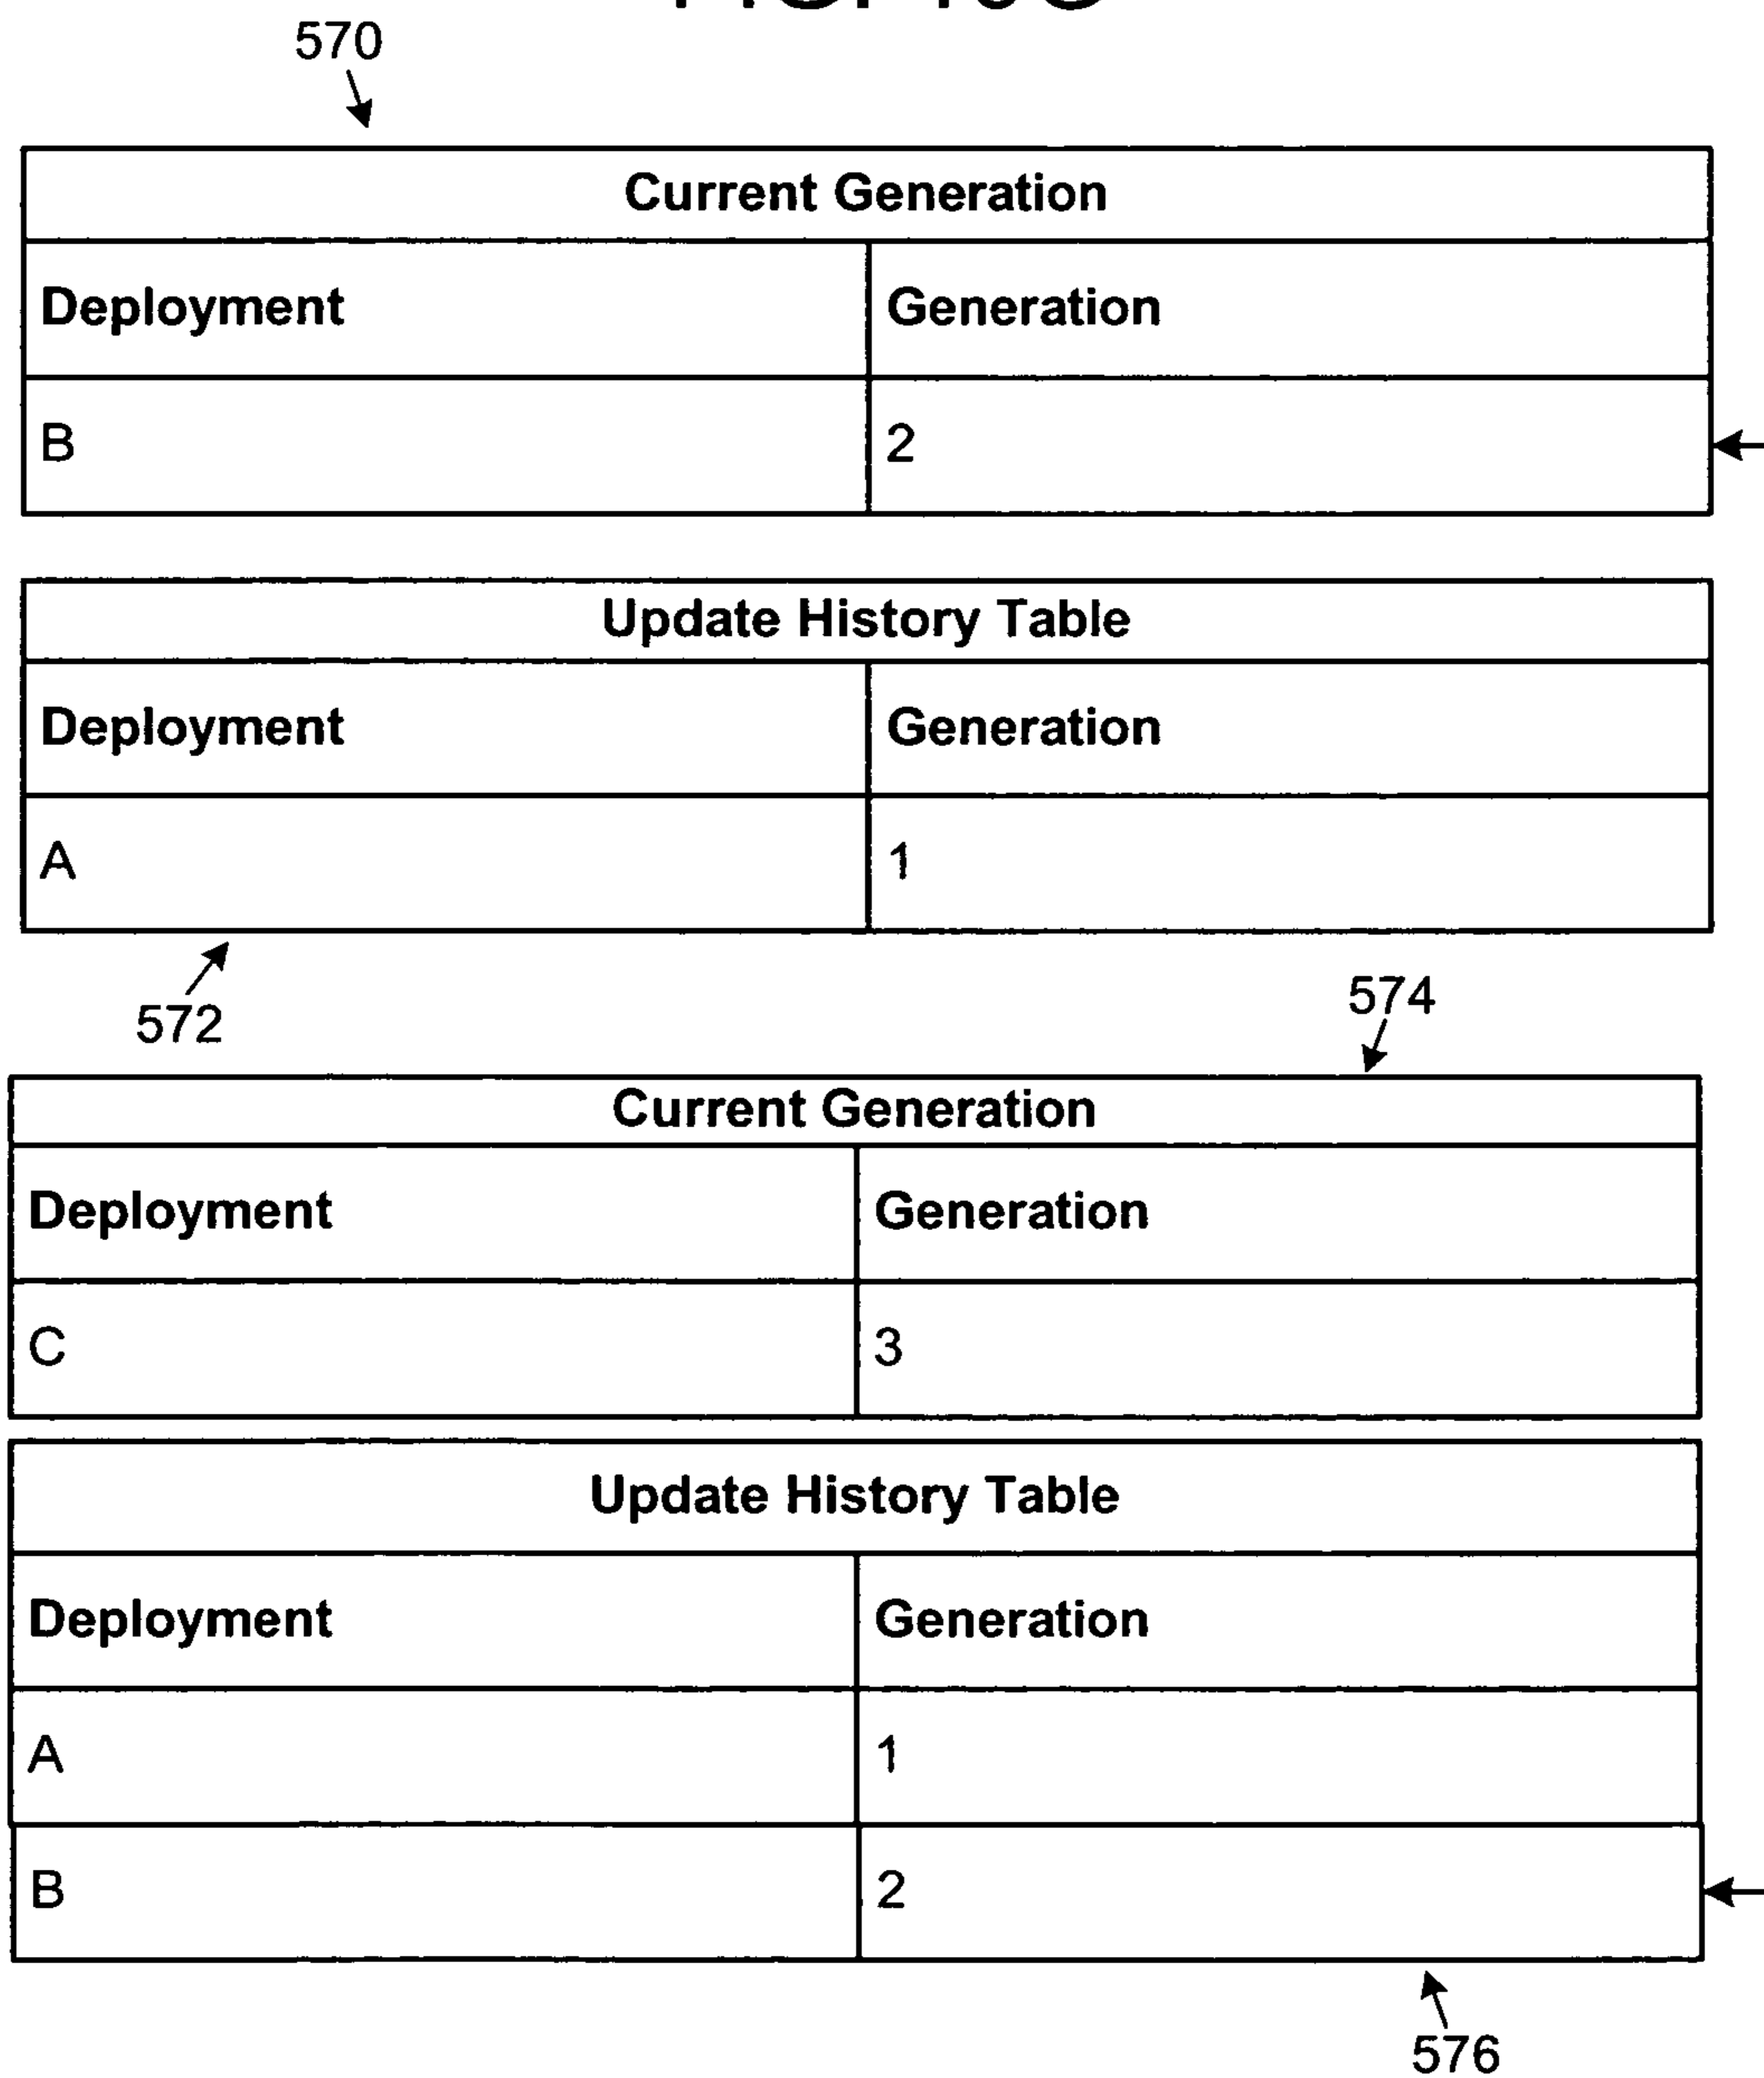 570
Current Generation
Deployment Generation
B 2
Update History Table
Deployment Generation
A 1
572
574
Current Generation
Deployment Generation
C 3
Update History Table
Deployment Generation
A 1
B 2
576